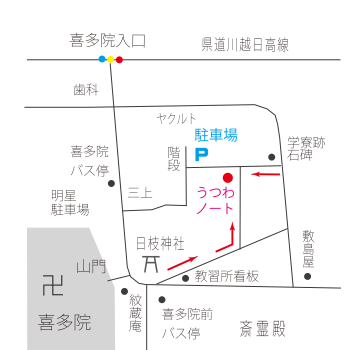 喜多院入口
県道川越日高線
歯科
ヤクルト
駐車場
P
階段
学寮跡
石碑
喜多院
バス停
明星
駐車場
三上
うつわ
ノート
日枝神社
敷島屋
山門
卍
喜多院
教習所看板
紋蔵庵
喜多院前
バス停
斎霊殿